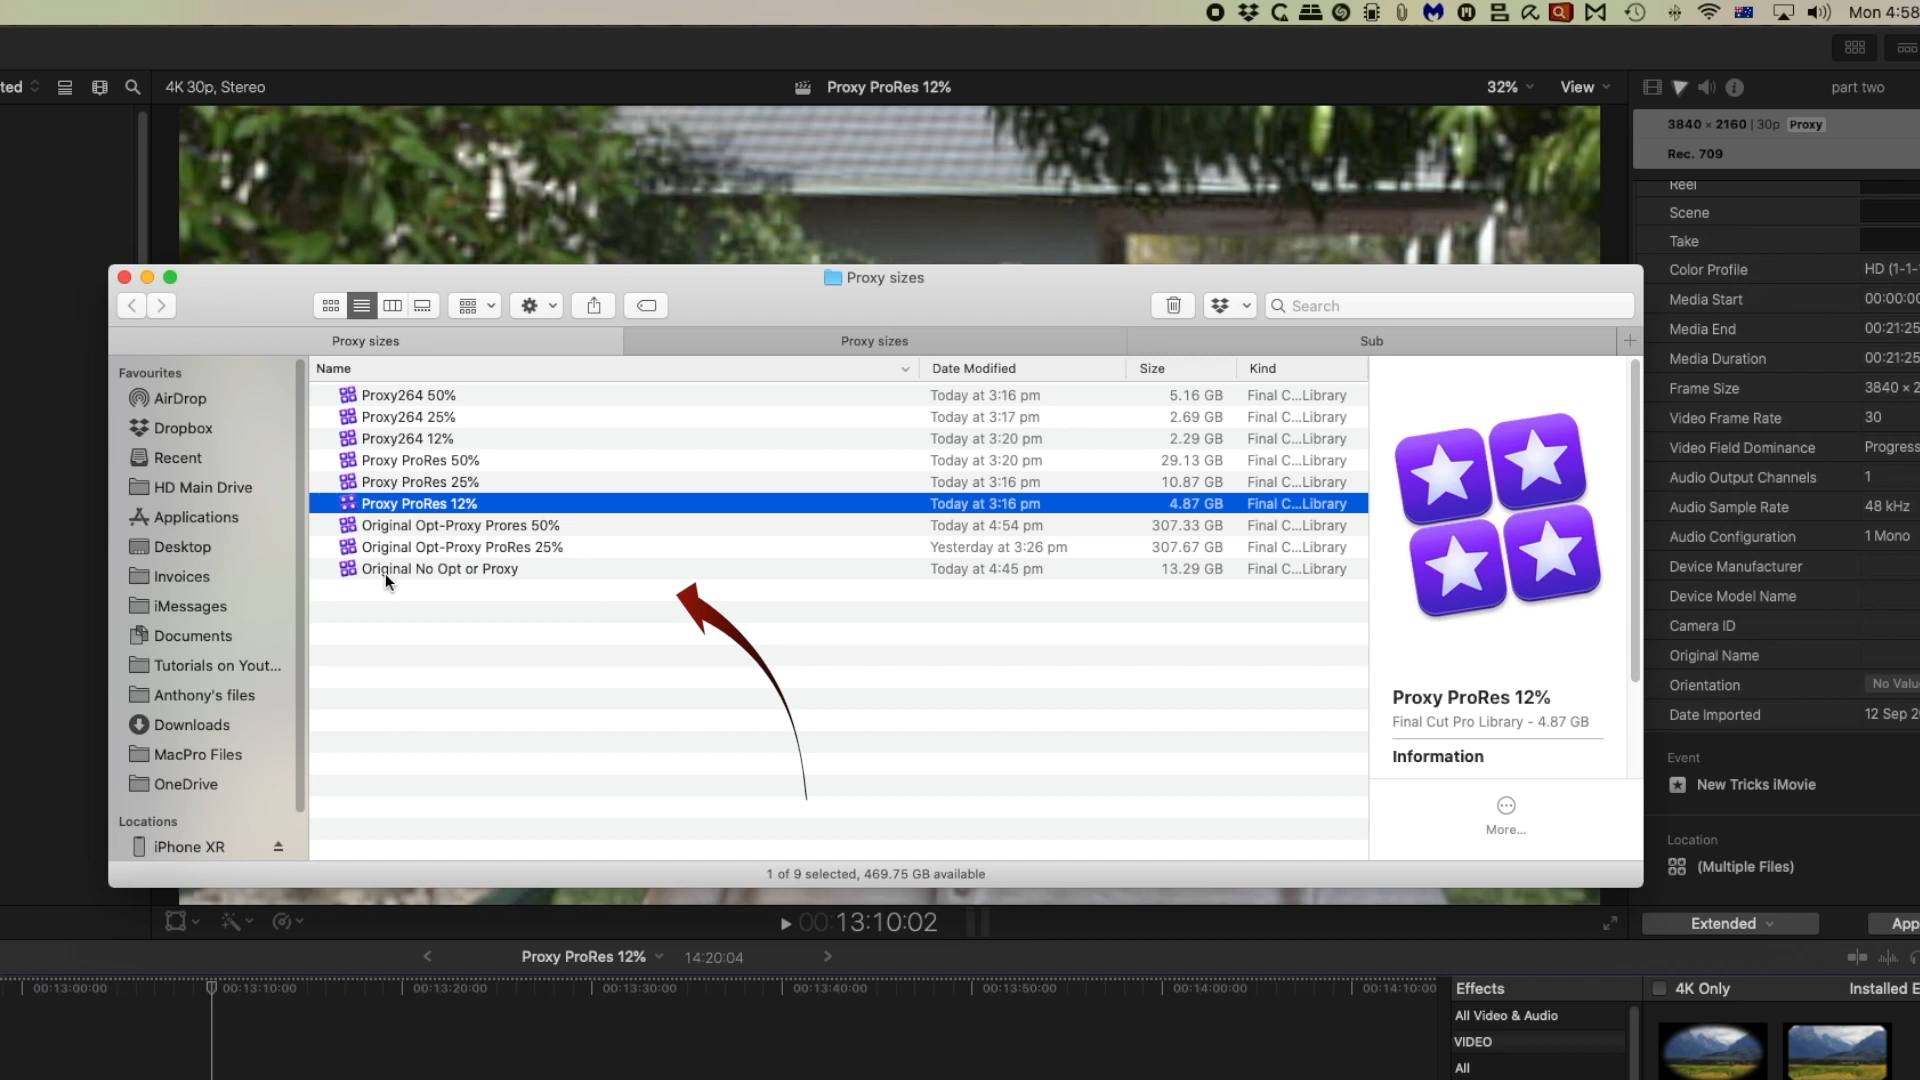 Mon 4:58
ted
4K 30p, Stereo
Proxy ProRes 12%
32%
View
part two
3840 × 2160 | 30p Proxy
Rec. 709
Reel
Scene
Take
Color Profile HD (1-1-
Media Start 00:00:00
Media End 00:21:25
Media Duration 00:21:25
Frame Size 3840 × 2
Video Frame Rate 30
Video Field Dominance Progress
Audio Output Channels 1
Audio Sample Rate 48 kHz
Audio Configuration 1 Mono
Device Manufacturer
Device Model Name
Camera ID
Original Name
Orientation No Valu
Date Imported 12 Sep 2
Event
New Tricks iMovie
Location
(Multiple Files)
Extended
App
Proxy sizes
Search
Proxy sizes
Proxy sizes
Sub
Favourites
AirDrop
Dropbox
Recent
HD Main Drive
Applications
Desktop
Invoices
iMessages
Documents
Tutorials on Yout...
Anthony's files
Downloads
MacPro Files
OneDrive
Locations
iPhone XR
Name Date Modified Size Kind
Proxy264 50% Today at 3:16 pm 5.16 GB Final C...Library
Proxy264 25% Today at 3:17 pm 2.69 GB Final C...Library
Proxy264 12% Today at 3:20 pm 2.29 GB Final C...Library
Proxy ProRes 50% Today at 3:20 pm 29.13 GB Final C...Library
Proxy ProRes 25% Today at 3:16 pm 10.87 GB Final C...Library
Proxy ProRes 12% Today at 3:16 pm 4.87 GB Final C...Library
Original Opt-Proxy Prores 50% Today at 4:54 pm 307.33 GB Final C...Library
Original Opt-Proxy ProRes 25% Yesterday at 3:26 pm 307.67 GB Final C...Library
Original No Opt or Proxy Today at 4:45 pm 13.29 GB Final C...Library
Proxy ProRes 12%
Final Cut Pro Library - 4.87 GB
Information
More...
1 of 9 selected, 469.75 GB available
00:13:10:02
Proxy ProRes 12%
14:20:04
00:13:00:00
00:13:10:00
00:13:20:00
00:13:30:00
00:13:40:00
00:13:50:00
00:14:00:00
00:14:10:00
Effects
4K Only
Installed E
All Video & Audio
VIDEO
All